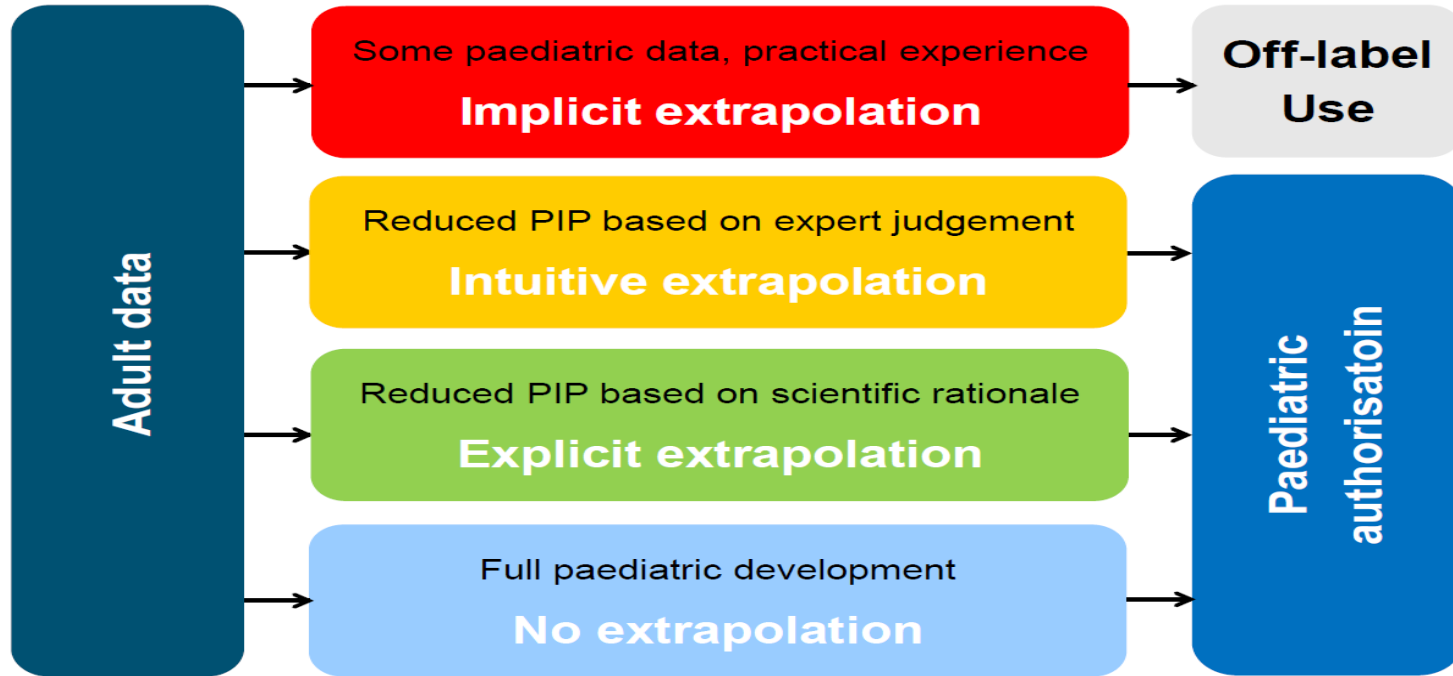 Adult data
Some paediatric data, practical experience
Implicit extrapolation
Off-label
Use
Reduced PIP based on expert judgement
Intuitive extrapolation
Reduced PIP based on scientific rationale
Explicit extrapolation
Full paediatric development
No extrapolation
Paediatric
authorisatoin